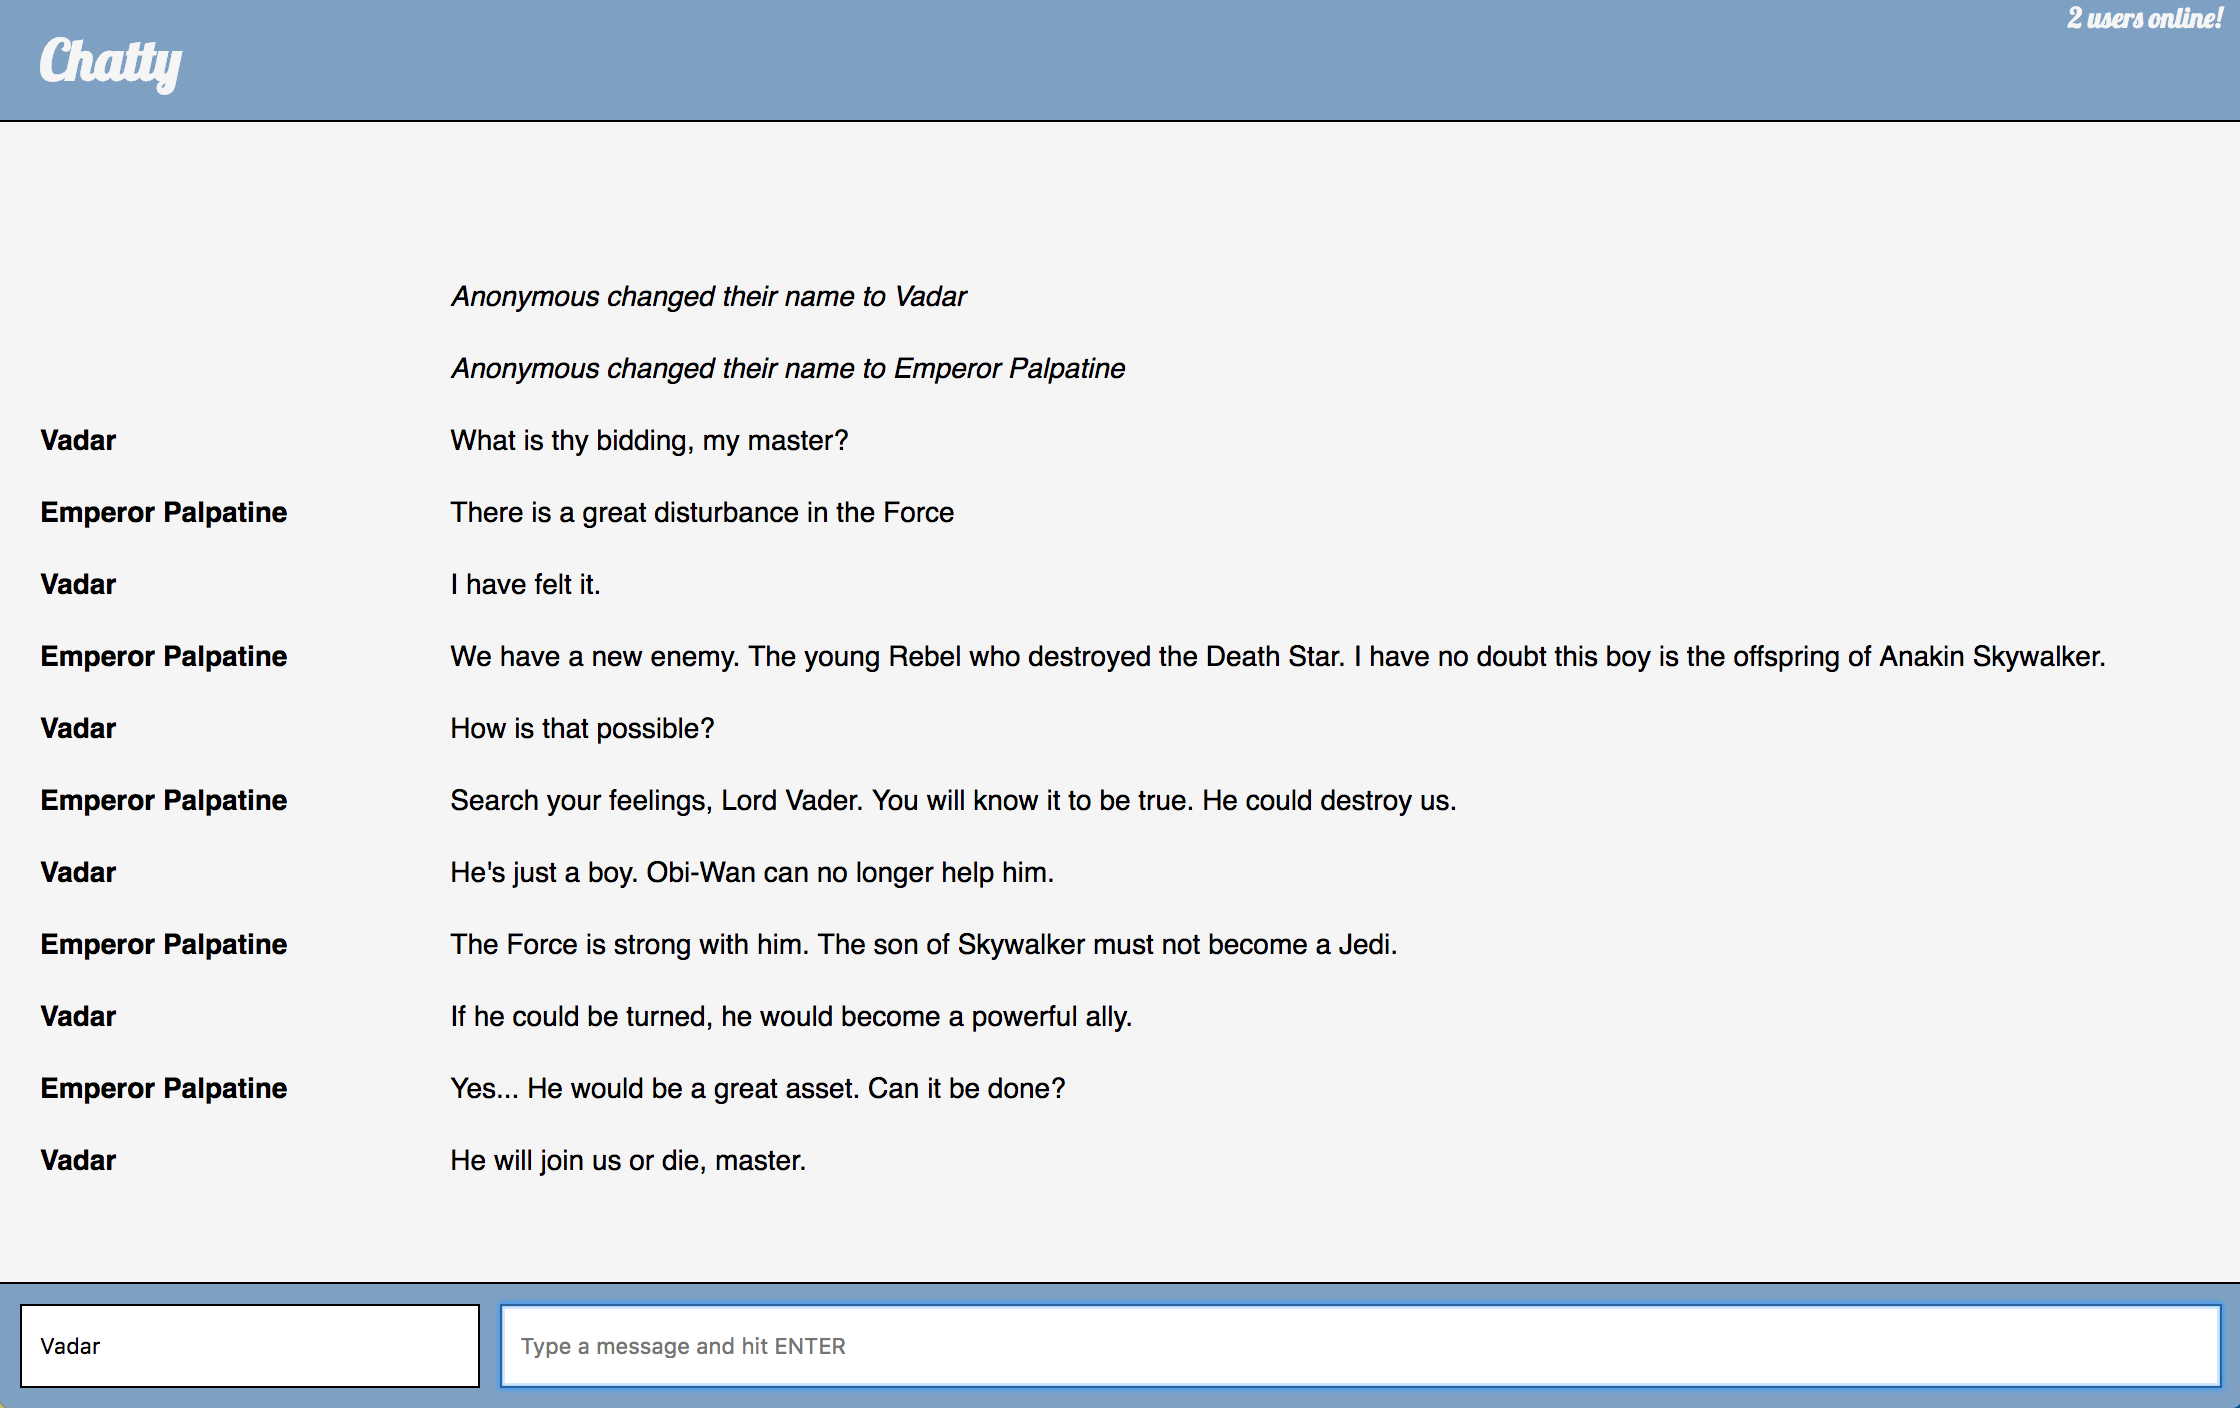 Chatty
2 users online!
Anonymous changed their name to Vadar
Anonymous changed their name to Emperor Palpatine
Vadar What is thy bidding, my master?
Emperor Palpatine There is a great disturbance in the Force
Vadar I have felt it.
Emperor Palpatine We have a new enemy. The young Rebel who destroyed the Death Star. I have no doubt this boy is the offspring of Anakin Skywalker.
Vadar How is that possible?
Emperor Palpatine Search your feelings, Lord Vader. You will know it to be true. He could destroy us.
Vadar He's just a boy. Obi-Wan can no longer help him.
Emperor Palpatine The Force is strong with him. The son of Skywalker must not become a Jedi.
Vadar If he could be turned, he would become a powerful ally.
Emperor Palpatine Yes... He would be a great asset. Can it be done?
Vadar He will join us or die, master.
Vadar Type a message and hit ENTER